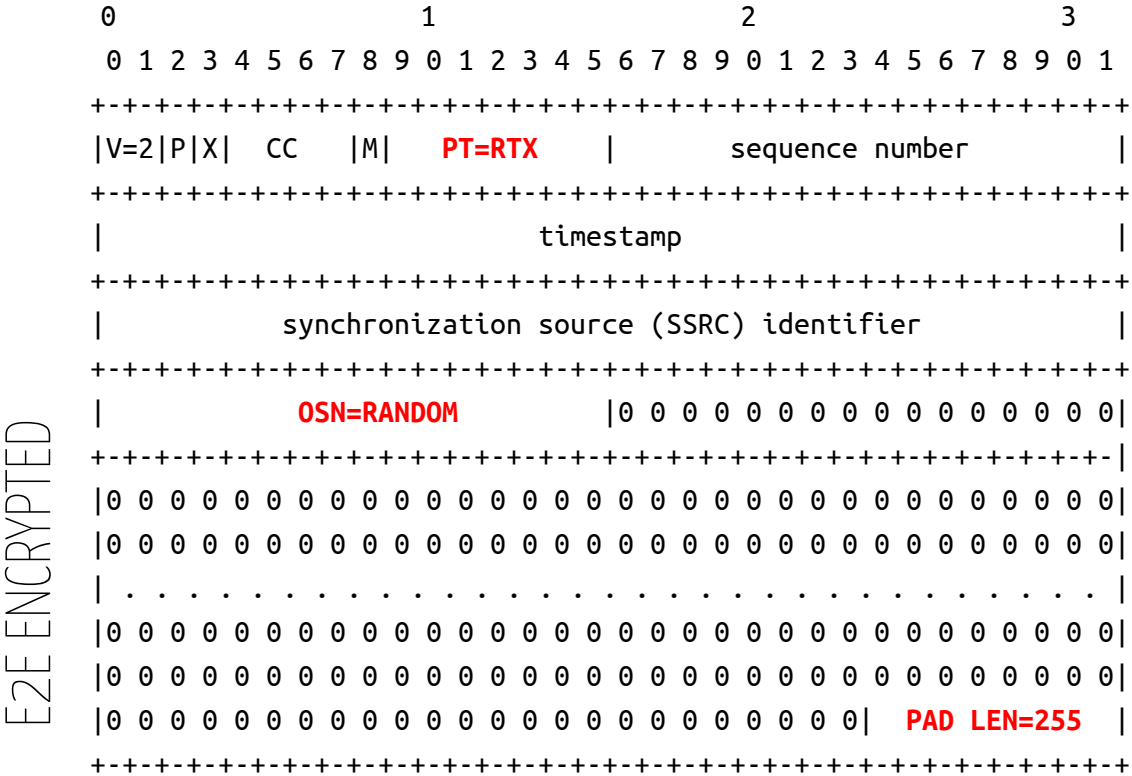 0 1 2 3
0 1 2 3 4 5 6 7 8 9 0 1 2 3 4 5 6 7 8 9 0 1 2 3 4 5 6 7 8 9 0 1
+-+-+-+-+-+-+-+-+-+-+-+-+-+-+-+-+-+-+-+-+-+-+-+-+-+-+-+-+-+-+-+-+
|V=2|P|X| CC |M| PT=RTX | sequence number |
+-+-+-+-+-+-+-+-+-+-+-+-+-+-+-+-+-+-+-+-+-+-+-+-+-+-+-+-+-+-+-+-+
| timestamp |
+-+-+-+-+-+-+-+-+-+-+-+-+-+-+-+-+-+-+-+-+-+-+-+-+-+-+-+-+-+-+-+-+
| synchronization source (SSRC) identifier |
+-+-+-+-+-+-+-+-+-+-+-+-+-+-+-+-+-+-+-+-+-+-+-+-+-+-+-+-+-+-+-+-+
| OSN=RANDOM |0 0 0 0 0 0 0 0 0 0 0 0 0 0 0 0|
+-+-+-+-+-+-+-+-+-+-+-+-+-+-+-+-+-+-+-+-+-+-+-+-+-+-+-+-+-+-+-+-|
|0 0 0 0 0 0 0 0 0 0 0 0 0 0 0 0 0 0 0 0 0 0 0 0 0 0 0 0 0 0 0 0|
|0 0 0 0 0 0 0 0 0 0 0 0 0 0 0 0 0 0 0 0 0 0 0 0 0 0 0 0 0 0 0 0|
| . . . . . . . . . . . . . . . . . . . . . . . . . . . . . . . |
|0 0 0 0 0 0 0 0 0 0 0 0 0 0 0 0 0 0 0 0 0 0 0 0 0 0 0 0 0 0 0 0|
|0 0 0 0 0 0 0 0 0 0 0 0 0 0 0 0 0 0 0 0 0 0 0 0 0 0 0 0 0 0 0 0|
|0 0 0 0 0 0 0 0 0 0 0 0 0 0 0 0 0 0 0 0 0 0 0 0| PAD LEN=255 |
+-+-+-+-+-+-+-+-+-+-+-+-+-+-+-+-+-+-+-+-+-+-+-+-+-+-+-+-+-+-+-+-+
E2E ENCRYPTED